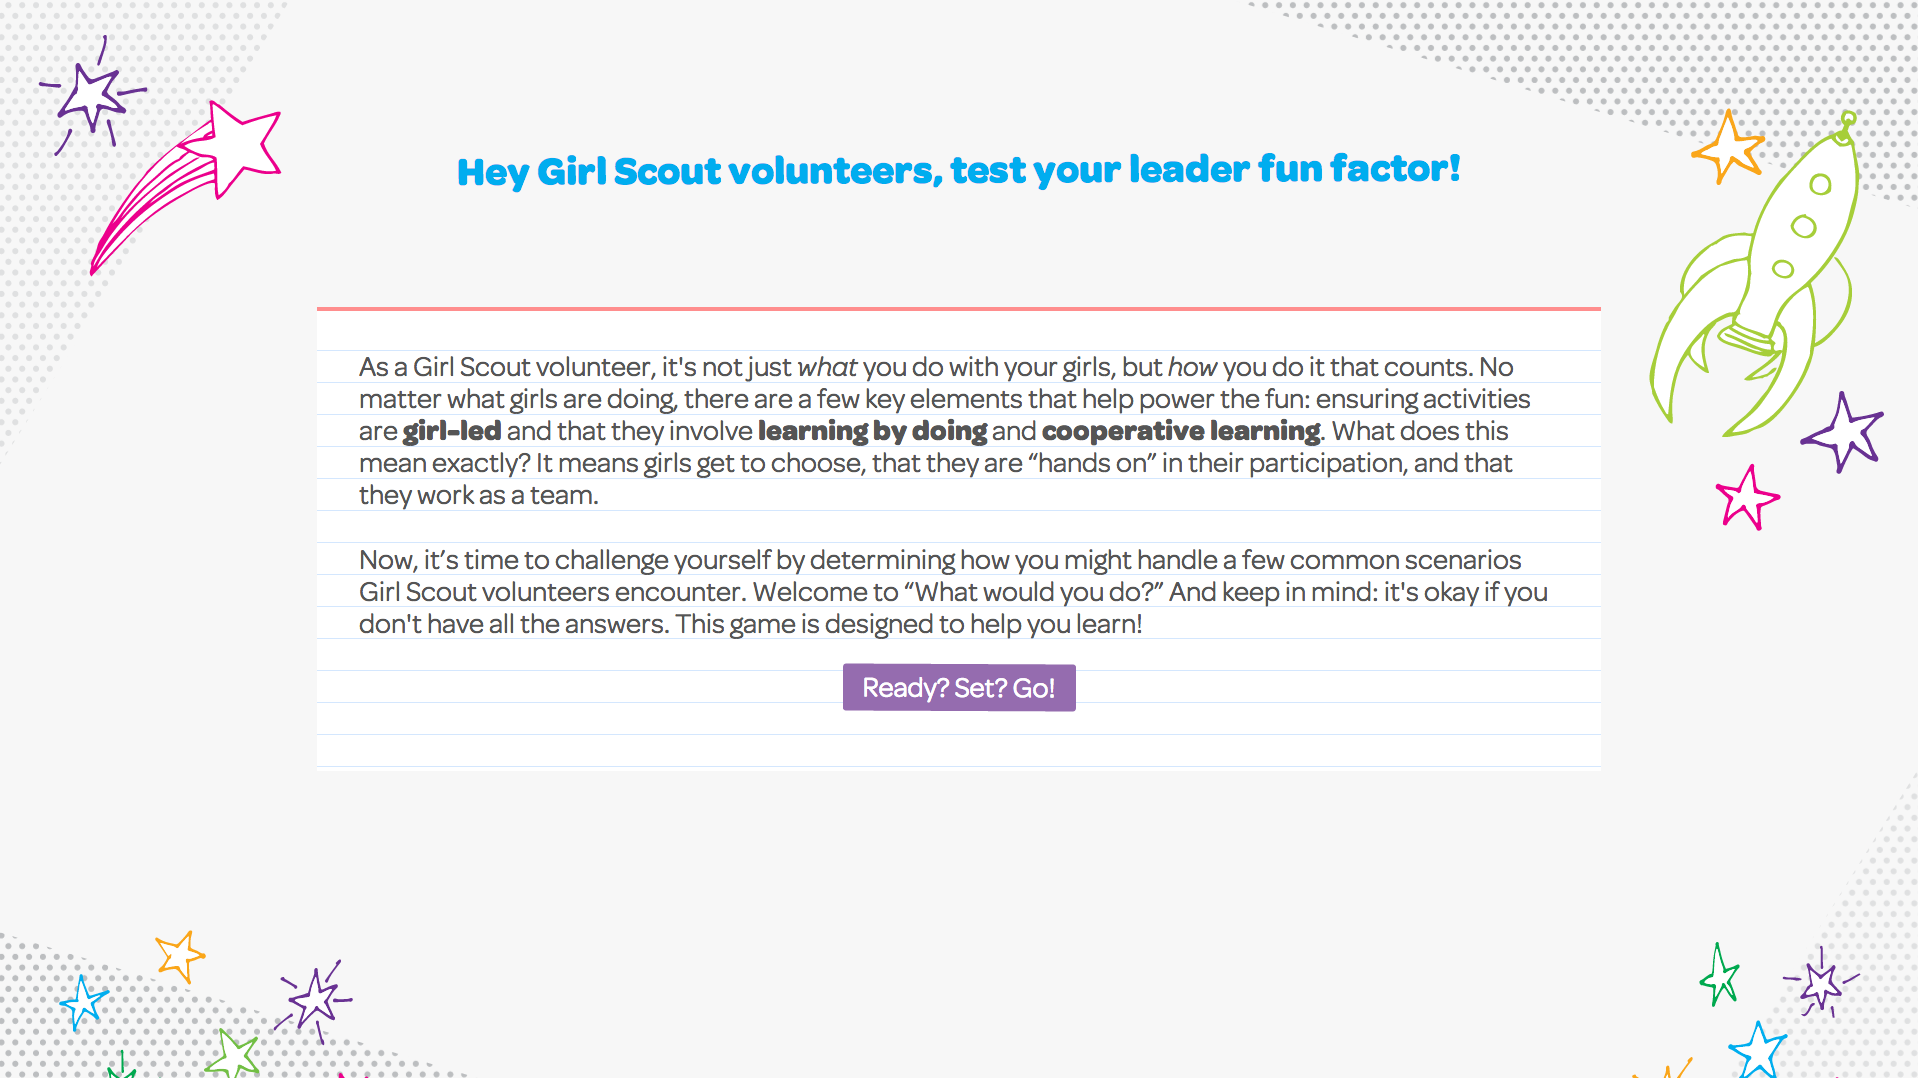 Hey Girl Scout volunteers, test your leader fun factor!
As a Girl Scout volunteer, it's not just what you do with your girls, but how you do it that counts. No
matter what girls are doing, there are a few key elements that help power the fun: ensuring activities
are girl-led and that they involve learning by doing and cooperative learning. What does this
mean exactly? It means girls get to choose, that they are “hands on” in their participation, and that
they work as a team.
Now, it’s time to challenge yourself by determining how you might handle a few common scenarios
Girl Scout volunteers encounter. Welcome to “What would you do?” And keep in mind: it's okay if you
don't have all the answers. This game is designed to help you learn!
Ready? Set? Go!